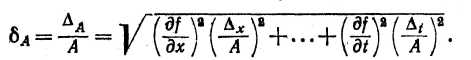 δ_A = Δ_A/A = √((∂f/∂x)² (Δ_x/A)² + ... + (∂f/∂t)² (Δ_t/A)²).